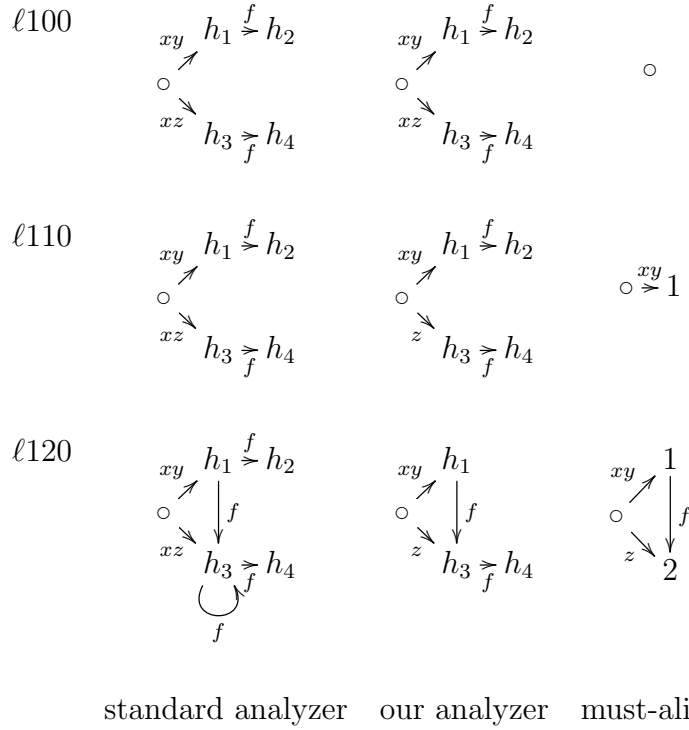 ℓ100
xy h₁ f h₂
xz h₃ f h₄
xy h₁ f h₂
xz h₃ f h₄
ℓ110
xy h₁ f h₂
xz h₃ f h₄
xy h₁ f h₂
z h₃ f h₄
xy 1
ℓ120
xy h₁ f h₂
f
xz h₃ f h₄
f
xy h₁
f
z h₃ f h₄
xy 1
f
z 2
standard analyzer our analyzer